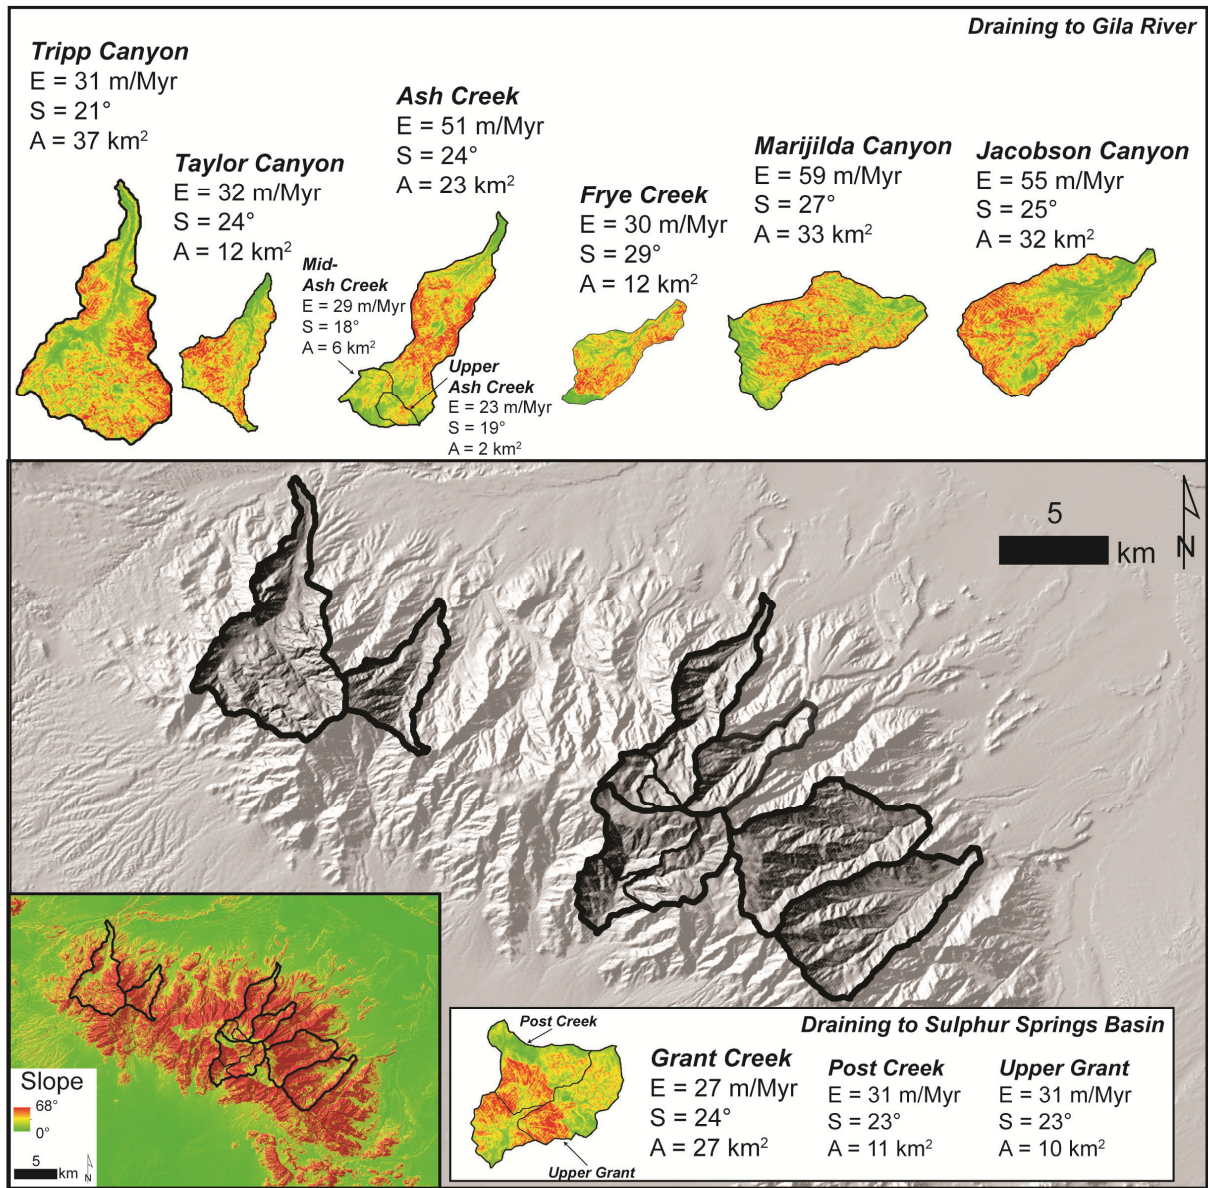 Draining to Gila River
Tripp Canyon
E = 31 m/Myr
S = 21°
A = 37 km²
Taylor Canyon
E = 32 m/Myr
S = 24°
A = 12 km²
Ash Creek
E = 51 m/Myr
S = 24°
A = 23 km²
Mid-
Ash Creek
E = 29 m/Myr
S = 18°
A = 6 km²
Upper
Ash Creek
E = 23 m/Myr
S = 19°
A = 2 km²
Frye Creek
E = 30 m/Myr
S = 29°
A = 12 km²
Marijilda Canyon
E = 59 m/Myr
S = 27°
A = 33 km²
Jacobson Canyon
E = 55 m/Myr
S = 25°
A = 32 km²
5
km
N
Slope
68°
0°
5
km
N
Draining to Sulphur Springs Basin
Post Creek
Upper Grant
Grant Creek
E = 27 m/Myr
S = 24°
A = 27 km²
Post Creek
E = 31 m/Myr
S = 23°
A = 11 km²
Upper Grant
E = 31 m/Myr
S = 23°
A = 10 km²